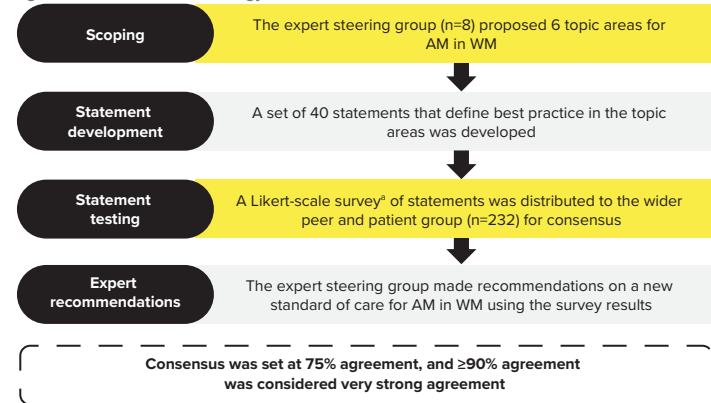 Scoping
The expert steering group (n=8) proposed 6 topic areas for
AM in WM
Statement
development
A set of 40 statements that define best practice in the topic
areas was developed
Statement
testing
A Likert-scale surveyᵃ of statements was distributed to the wider
peer and patient group (n=232) for consensus
Expert
recommendations
The expert steering group made recommendations on a new
standard of care for AM in WM using the survey results
Consensus was set at 75% agreement, and ≥90% agreement
was considered very strong agreement